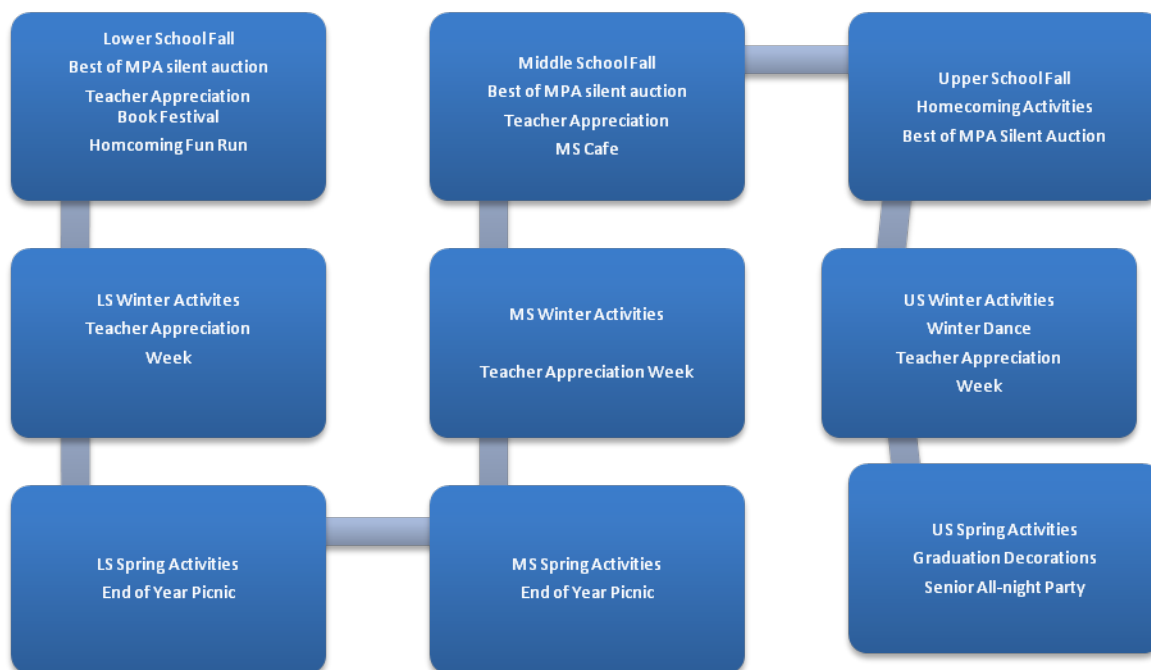 Lower School Fall
Best of MPA silent auction
Teacher Appreciation
Book Festival
Homcoming Fun Run
Middle School Fall
Best of MPA silent auction
Teacher Appreciation
MS Cafe
Upper School Fall
Homecoming Activities
Best of MPA Silent Auction
LS Winter Activites
Teacher Appreciation
Week
MS Winter Activities
Teacher Appreciation Week
US Winter Activities
Winter Dance
Teacher Appreciation
Week
LS Spring Activities
End of Year Picnic
MS Spring Activities
End of Year Picnic
US Spring Activities
Graduation Decorations
Senior All-night Party